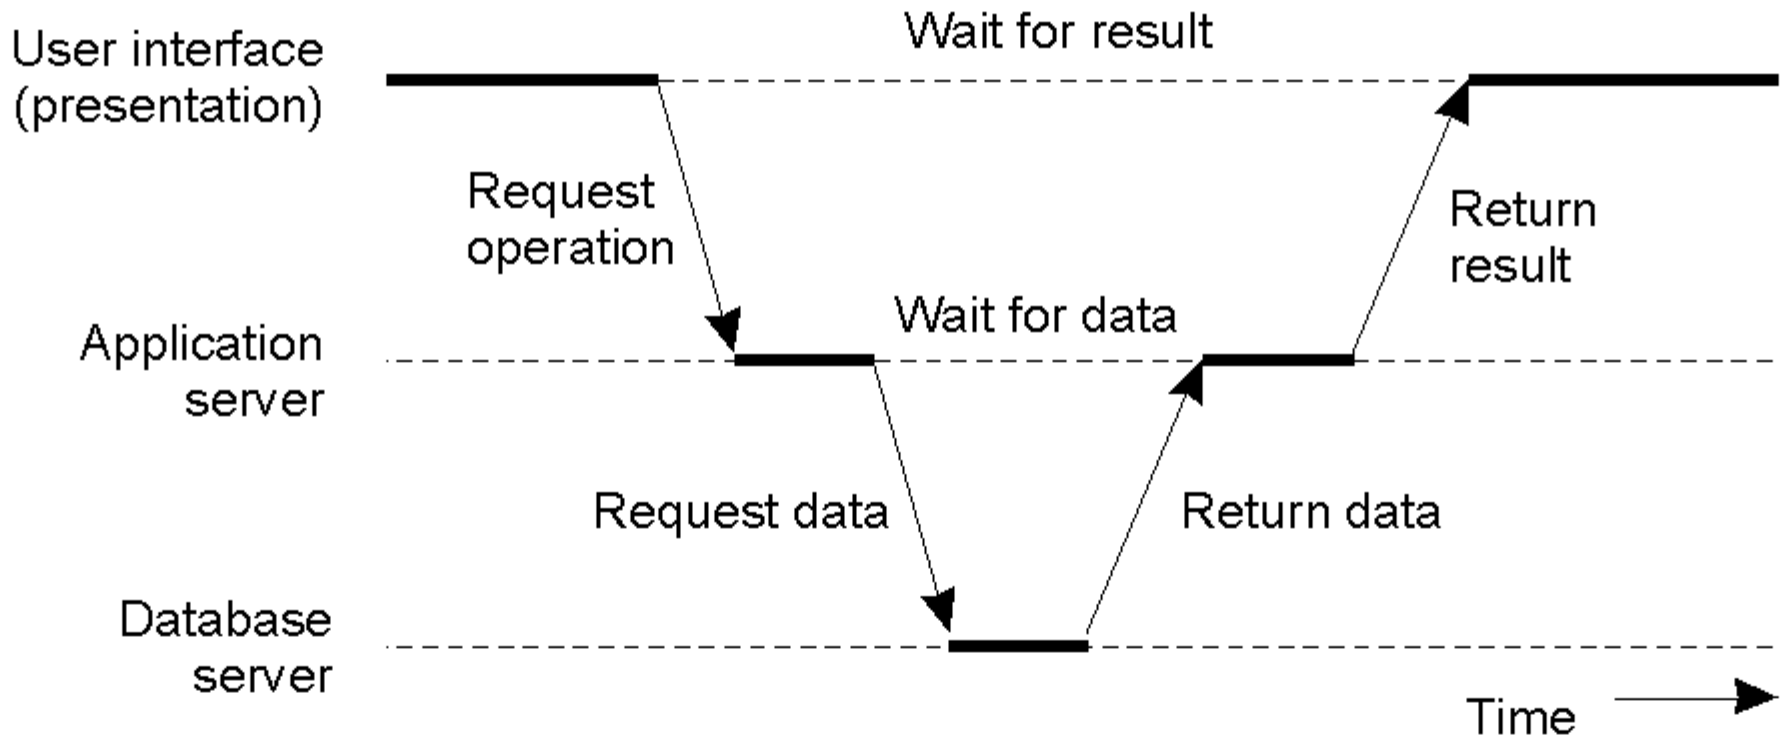 User interface
(presentation)
Wait for result
Request
operation
Return
result
Wait for data
Application
server
Request data
Return data
Database
server
Time